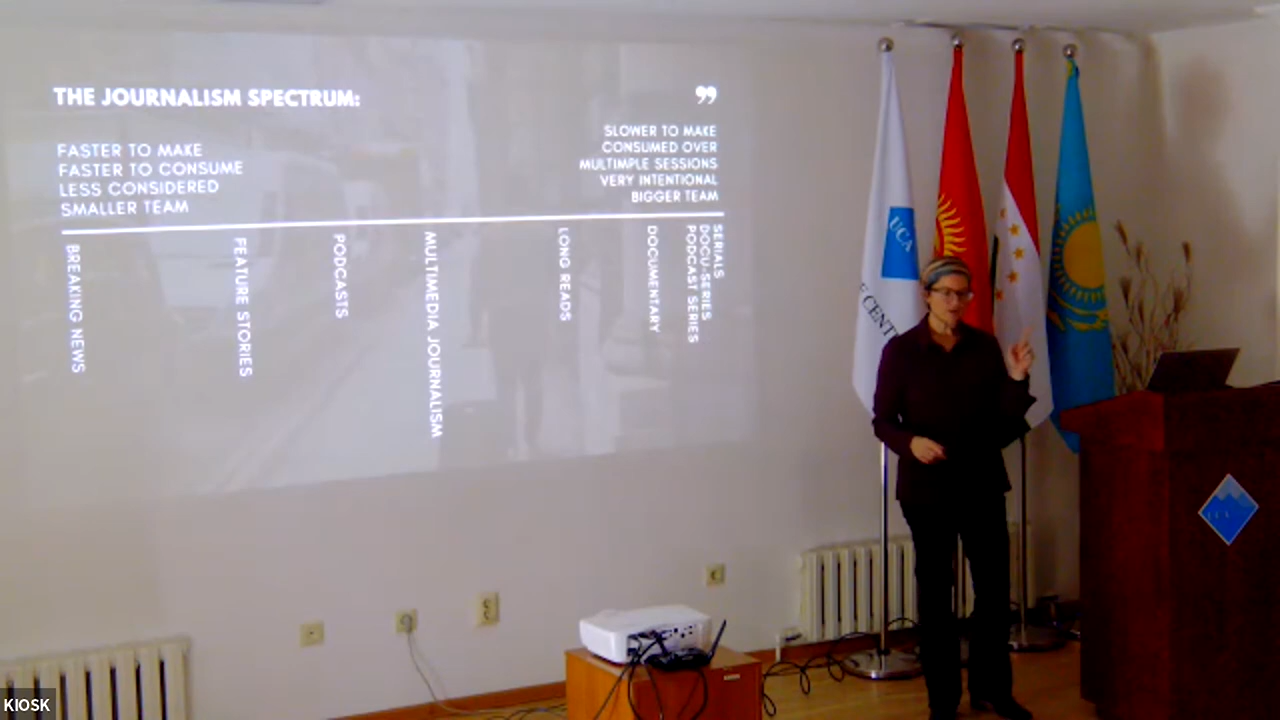 THE JOURNALISM SPECTRUM:
”
FASTER TO MAKE
FASTER TO CONSUME
LESS CONSIDERED
SMALLER TEAM
SLOWER TO MAKE
CONSUMED OVER
MULTIMPLE SESSIONS
VERY INTENTIONAL
BIGGER TEAM
BREAKING NEWS
FEATURE STORIES
PODCASTS
MULTIMEDIA JOURNALISM
LONG READS
DOCUMENTARY
PODCAST SERIES
DOCU-SERIES
SERIALS
UCA
UCA
KIOSK